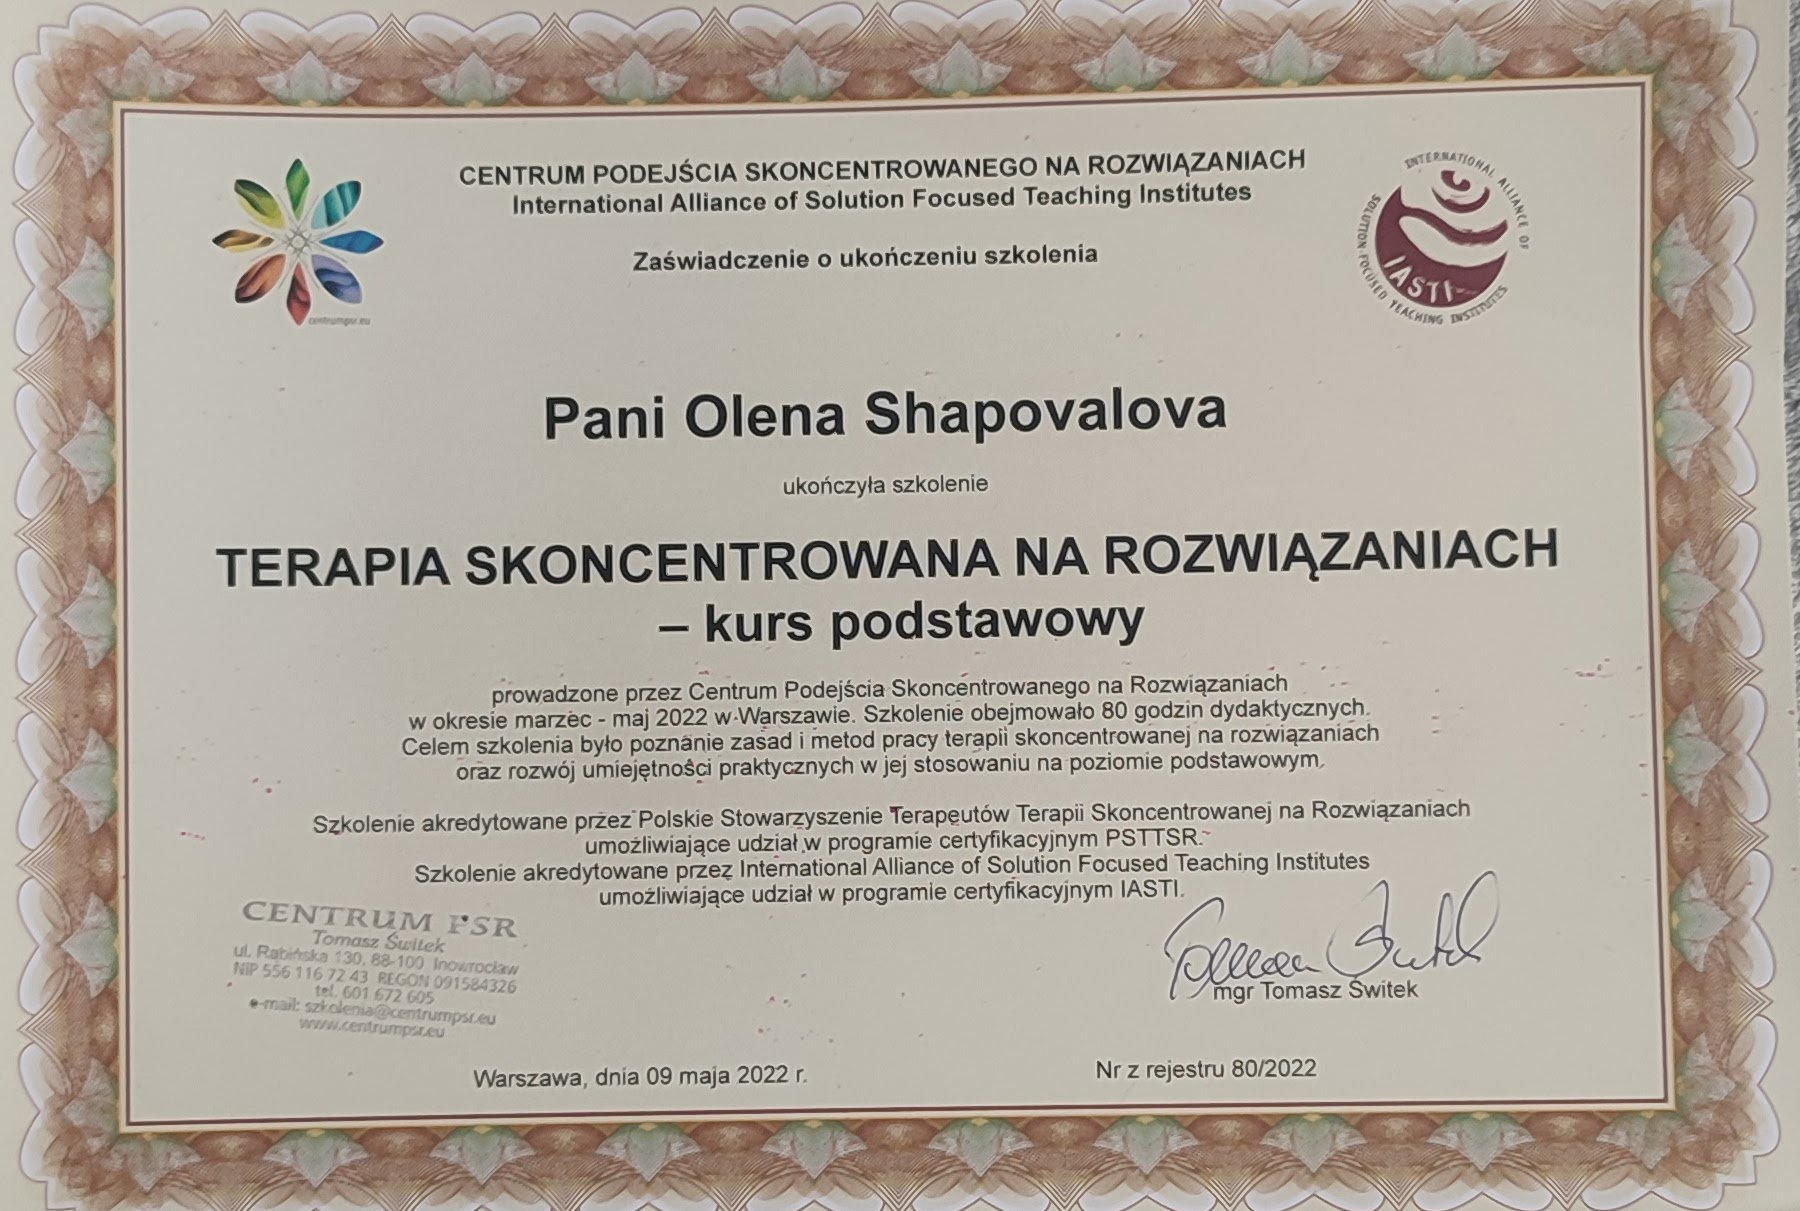 CENTRUM PODEJŚCIA SKONCENTROWANEGO NA ROZWIĄZANIACH
International Alliance of Solution Focused Teaching Institutes
Zaświadczenie o ukończeniu szkolenia
centrumpsr.eu
INTERNATIONAL ALLIANCE OF
SOLUTION-FOCUSED TEACHING INSTITUTES
IASTI
Pani Olena Shapovalova
ukończyła szkolenie
TERAPIA SKONCENTROWANA NA ROZWIĄZANIACH
– kurs podstawowy
prowadzone przez Centrum Podejścia Skoncentrowanego na Rozwiązaniach
w okresie marzec - maj 2022 w Warszawie. Szkolenie obejmowało 80 godzin dydaktycznych.
Celem szkolenia było poznanie zasad i metod pracy terapii skoncentrowanej na rozwiązaniach
oraz rozwój umiejętności praktycznych w jej stosowaniu na poziomie podstawowym.
Szkolenie akredytowane przez Polskie Stowarzyszenie Terapeutów Terapii Skoncentrowanej na Rozwiązaniach
umożliwiające udział w programie certyfikacyjnym PSTTSR.
Szkolenie akredytowane przez International Alliance of Solution Focused Teaching Institutes
umożliwiające udział w programie certyfikacyjnym IASTI.
CENTRUM PSR
Tomasz Świtek
ul. Rąbińska 130, 88-100 Inowrocław
NIP 556 116 72 43 REGON 091584326
tel. 601 672 605
e-mail: szkolenia@centrumpsr.eu
www.centrumpsr.eu
Tomasz Świtek
mgr Tomasz Świtek
Warszawa, dnia 09 maja 2022 r.
Nr z rejestru 80/2022